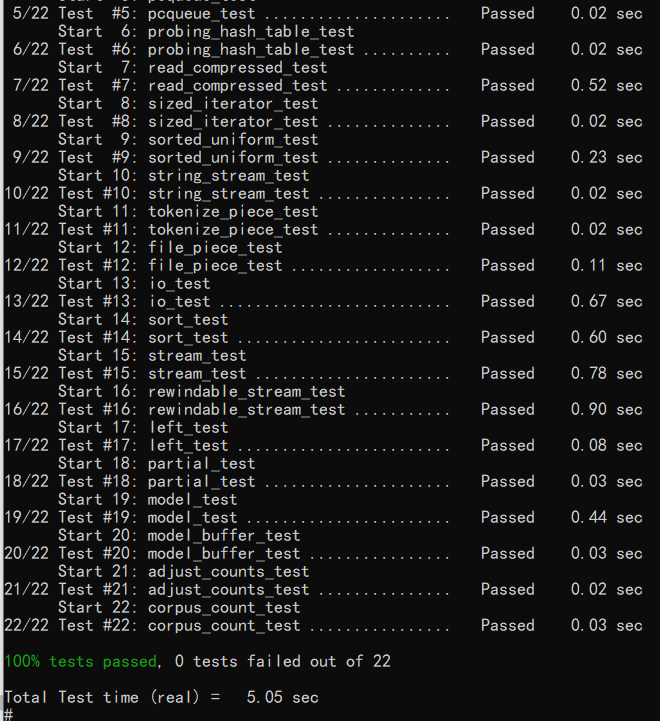 5/22 Test  #5: pcqueue_test .....................   Passed    0.02 sec
      Start  6: probing_hash_table_test
 6/22 Test  #6: probing_hash_table_test ..........   Passed    0.02 sec
      Start  7: read_compressed_test
 7/22 Test  #7: read_compressed_test .............   Passed    0.52 sec
      Start  8: sized_iterator_test
 8/22 Test  #8: sized_iterator_test ..............   Passed    0.02 sec
      Start  9: sorted_uniform_test
 9/22 Test  #9: sorted_uniform_test ..............   Passed    0.23 sec
      Start 10: string_stream_test
10/22 Test #10: string_stream_test ...............   Passed    0.02 sec
      Start 11: tokenize_piece_test
11/22 Test #11: tokenize_piece_test ..............   Passed    0.02 sec
      Start 12: file_piece_test
12/22 Test #12: file_piece_test ..................   Passed    0.11 sec
      Start 13: io_test
13/22 Test #13: io_test ..........................   Passed    0.67 sec
      Start 14: sort_test
14/22 Test #14: sort_test ........................   Passed    0.60 sec
      Start 15: stream_test
15/22 Test #15: stream_test ......................   Passed    0.78 sec
      Start 16: rewindable_stream_test
16/22 Test #16: rewindable_stream_test ...........   Passed    0.90 sec
      Start 17: left_test
17/22 Test #17: left_test ........................   Passed    0.08 sec
      Start 18: partial_test
18/22 Test #18: partial_test .....................   Passed    0.03 sec
      Start 19: model_test
19/22 Test #19: model_test .......................   Passed    0.44 sec
      Start 20: model_buffer_test
20/22 Test #20: model_buffer_test ................   Passed    0.03 sec
      Start 21: adjust_counts_test
21/22 Test #21: adjust_counts_test ...............   Passed    0.02 sec
      Start 22: corpus_count_test
22/22 Test #22: corpus_count_test ................   Passed    0.03 sec

100% tests passed, 0 tests failed out of 22

Total Test time (real) =   5.05 sec
#